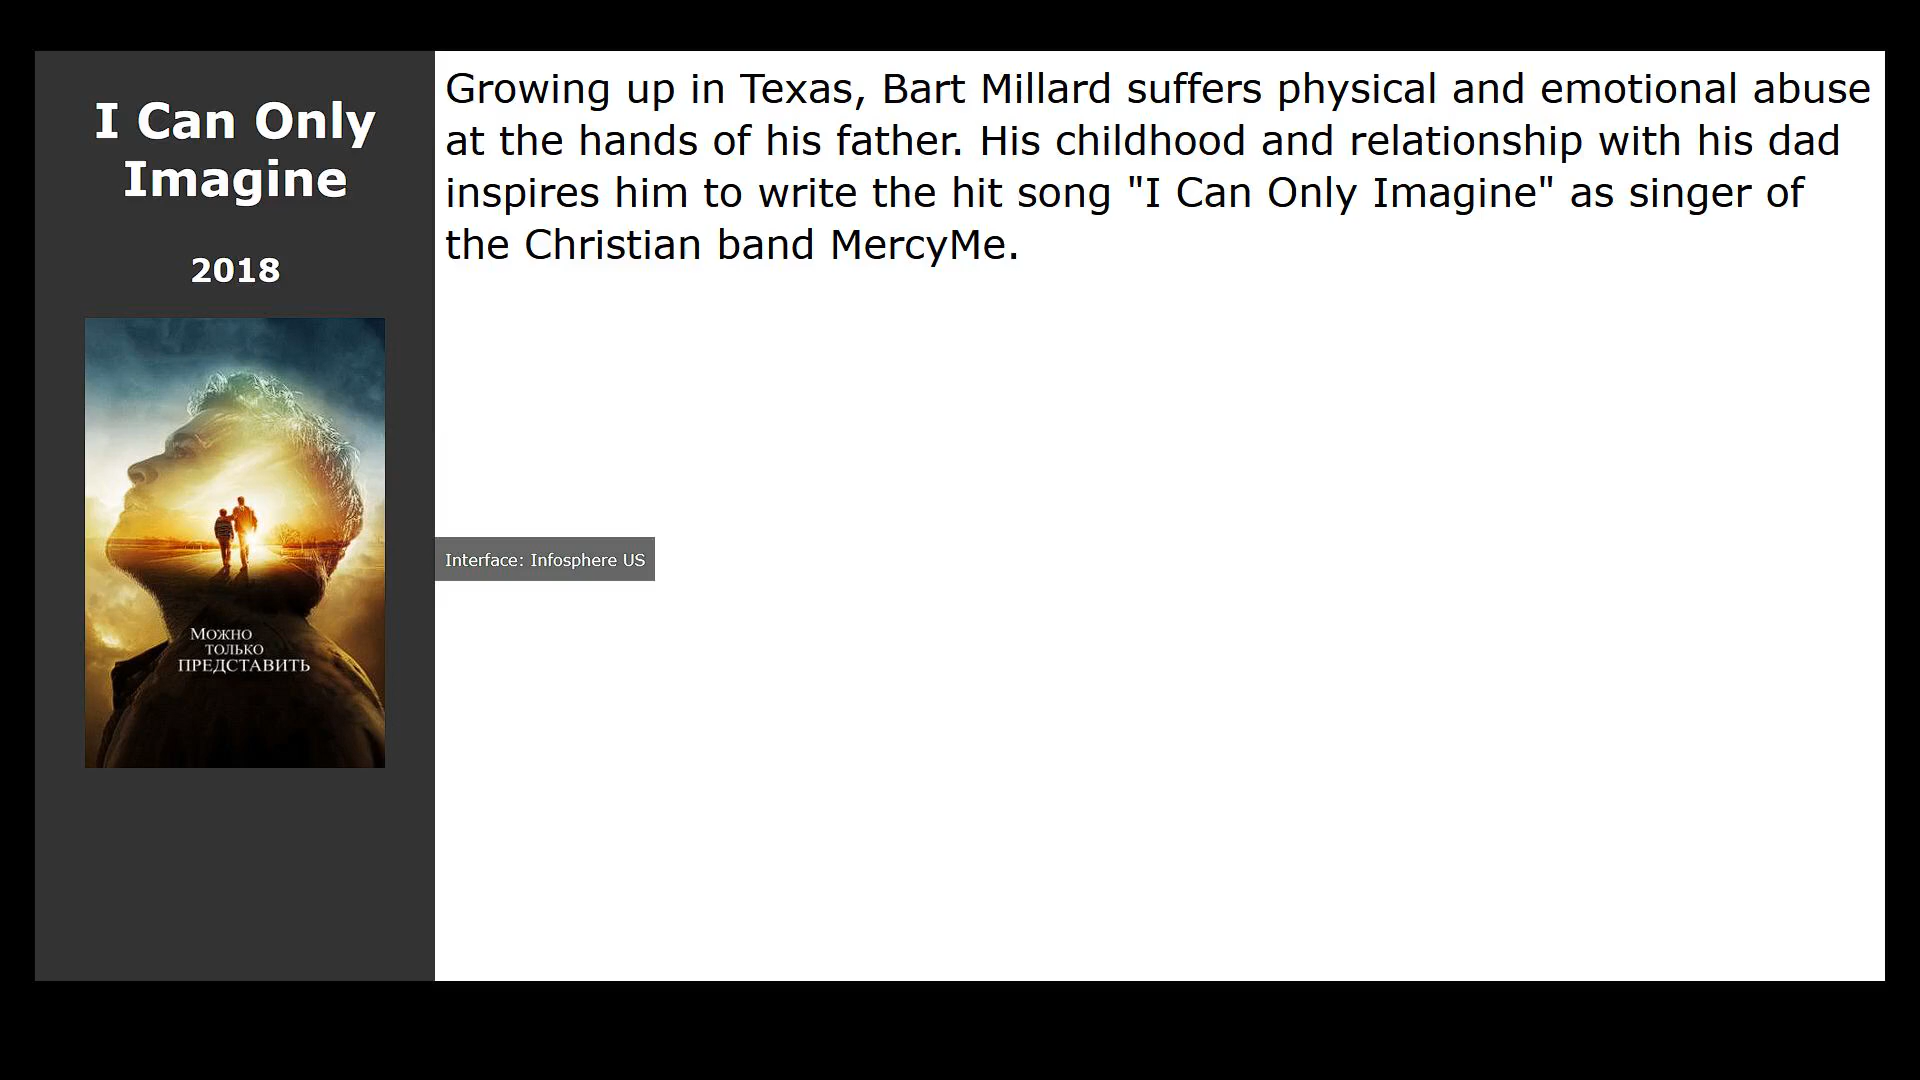 I Can Only
Imagine
2018
Можно
только
представить
Growing up in Texas, Bart Millard suffers physical and emotional abuse
at the hands of his father. His childhood and relationship with his dad
inspires him to write the hit song "I Can Only Imagine" as singer of
the Christian band MercyMe.
Interface: Infosphere US